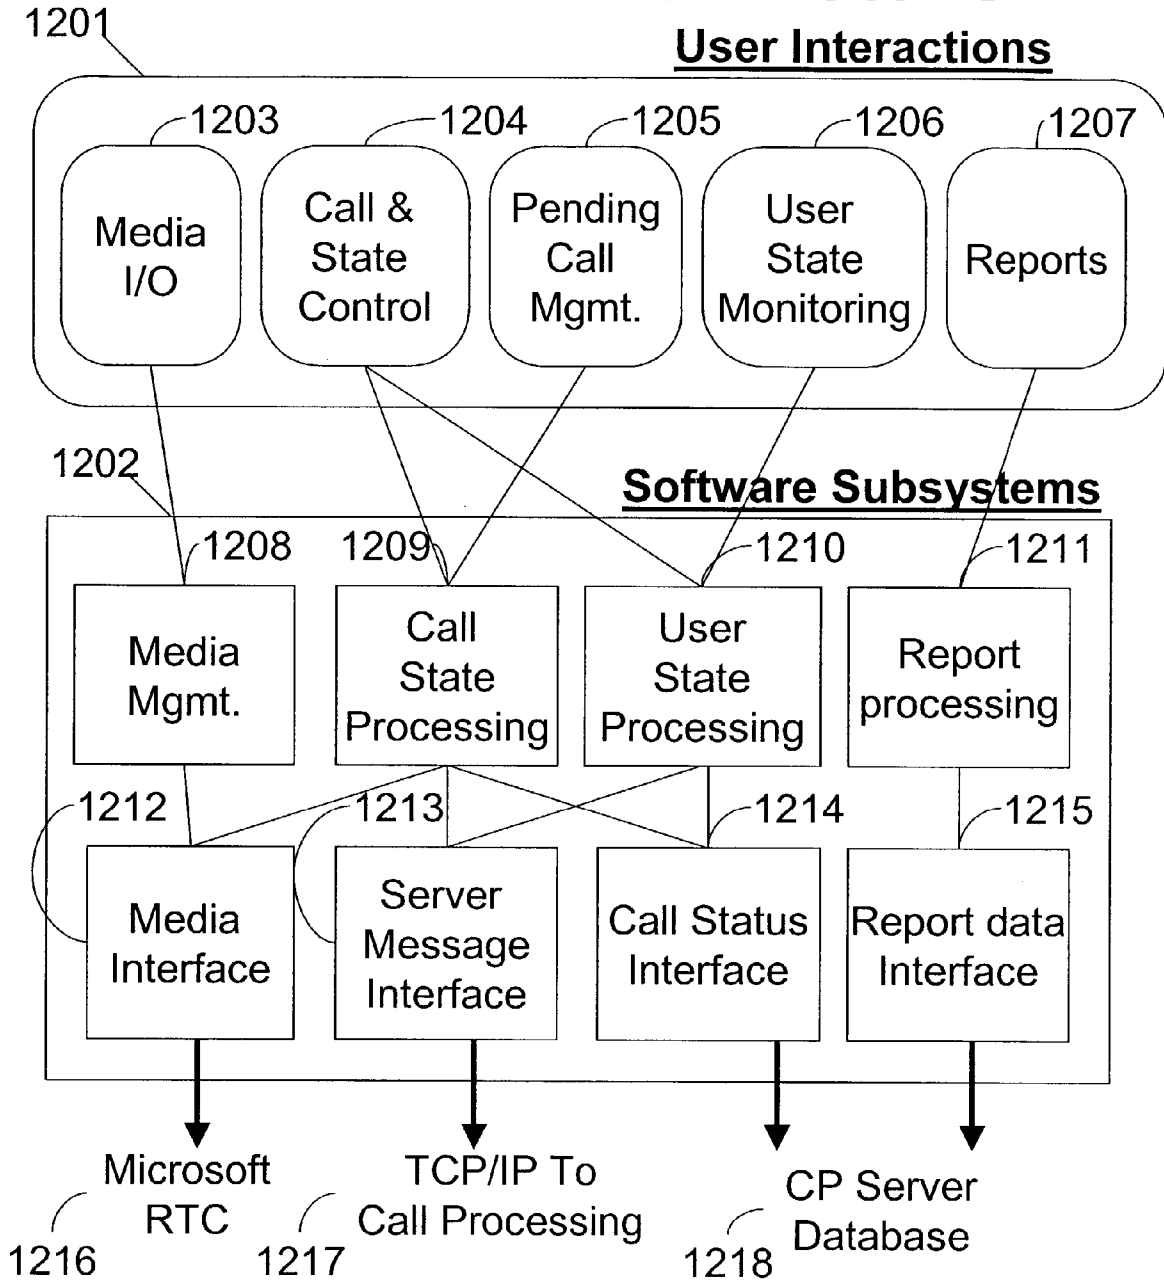 1201
User Interactions
1203
1204
1205
1206
1207
Media
I/O
Call &
State
Control
Pending
Call
Mgmt.
User
State
Monitoring
Reports
1202
Software Subsystems
1208
1209
1210
1211
Media
Mgmt.
Call
State
Processing
User
State
Processing
Report
processing
1212
1213
1214
1215
Media
Interface
Server
Message
Interface
Call Status
Interface
Report data
Interface
Microsoft
RTC
1216
TCP/IP To
Call Processing
1217
CP Server
Database
1218